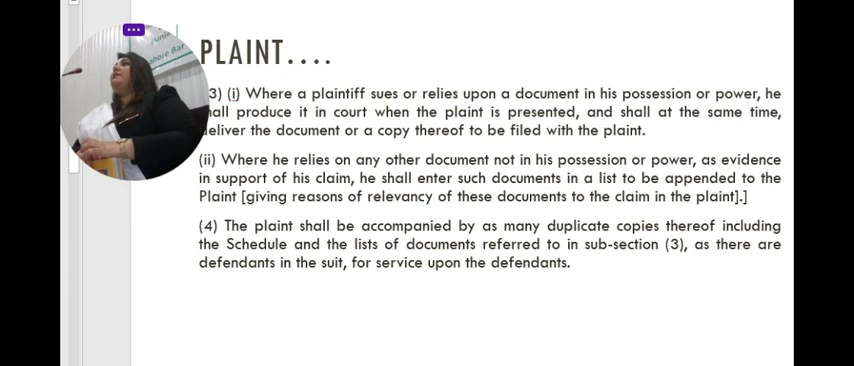 Punja
ahore Bar
PLAINT....
3) (i) Where a plaintiff sues or relies upon a document in his possession or power, he
hall produce it in court when the plaint is presented, and shall at the same time,
deliver the document or a copy thereof to be filed with the plaint.
(ii) Where he relies on any other document not in his possession or power, as evidence
in support of his claim, he shall enter such documents in a list to be appended to the
Plaint [giving reasons of relevancy of these documents to the claim in the plaint].]
(4) The plaint shall be accompanied by as many duplicate copies thereof including
the Schedule and the lists of documents referred to in sub-section (3), as there are
defendants in the suit, for service upon the defendants.